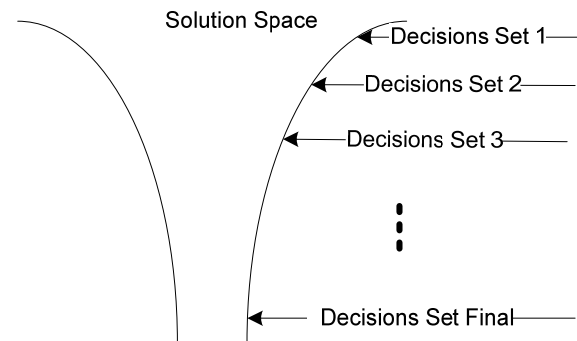 Solution Space
Decisions Set 1
Decisions Set 2
Decisions Set 3
Decisions Set Final